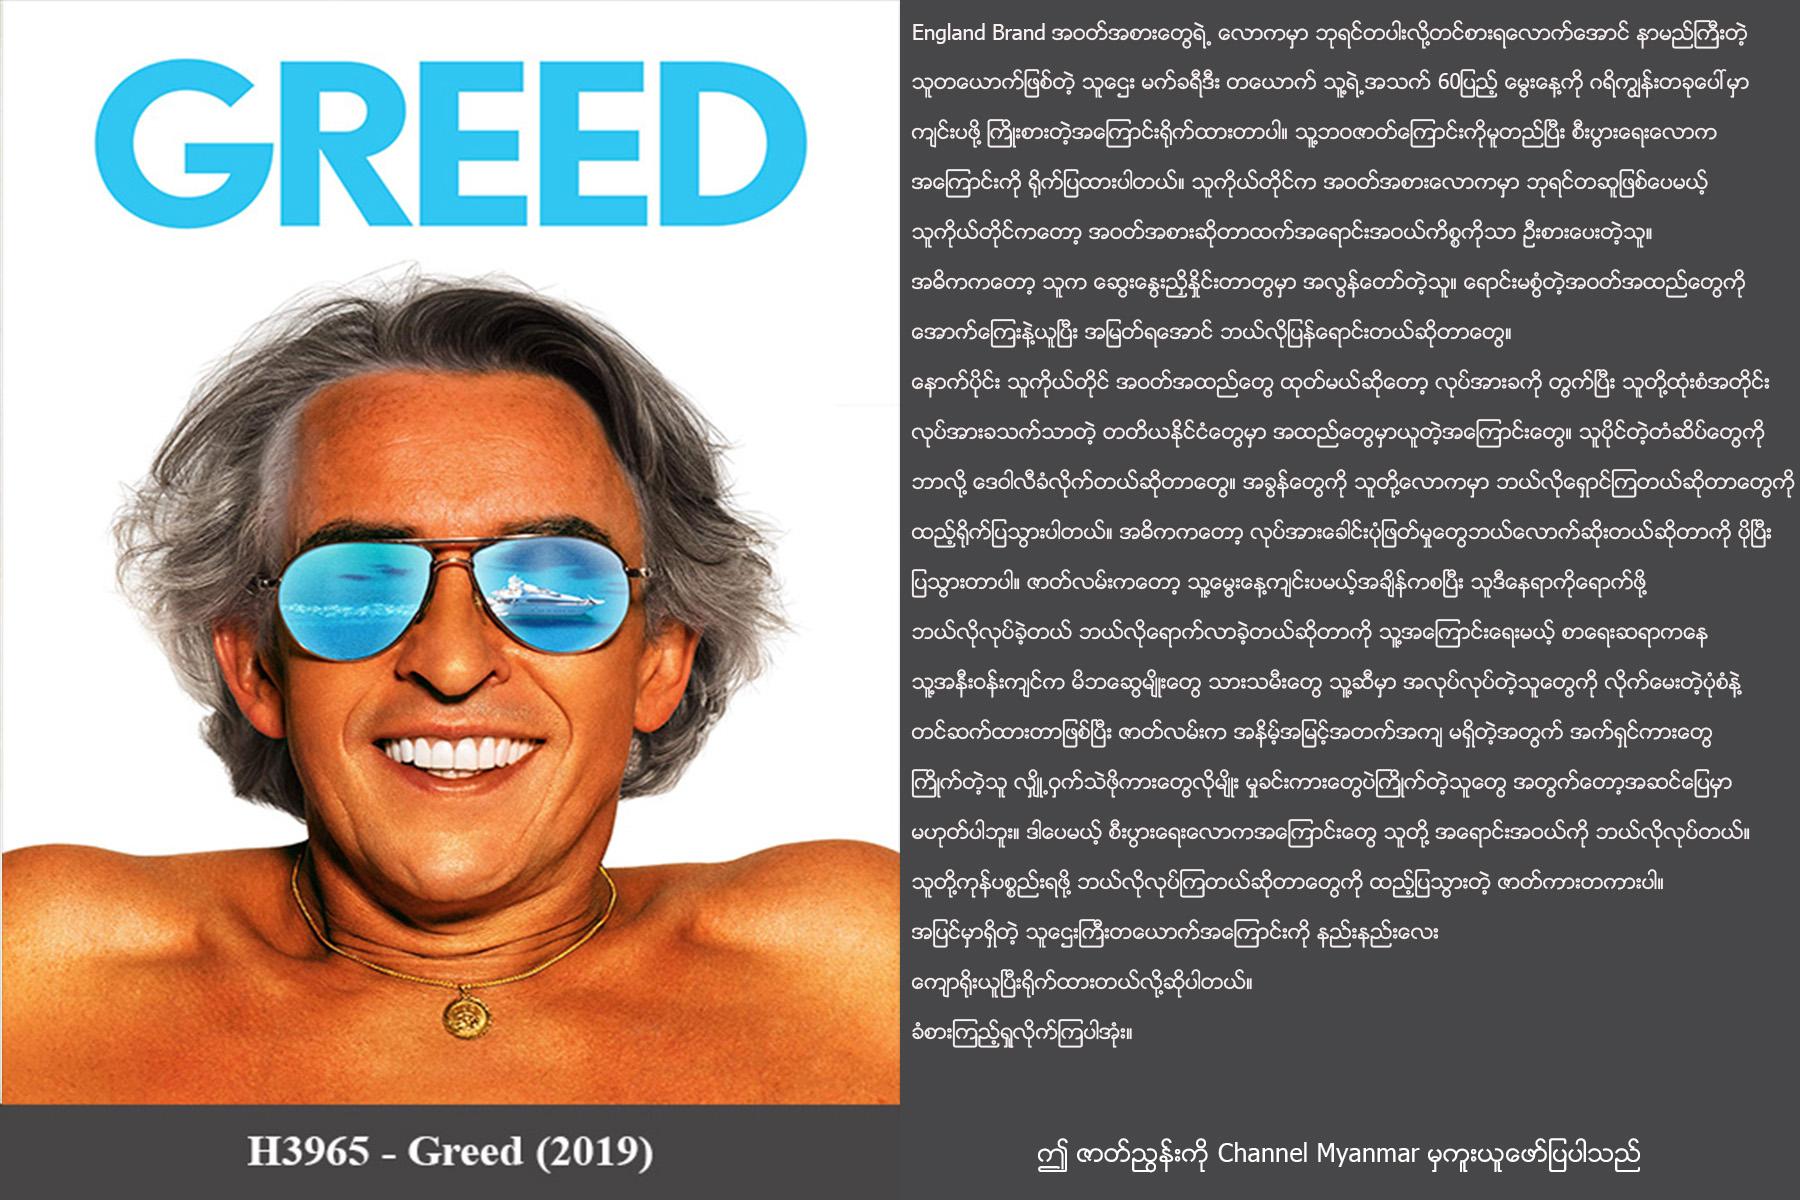 GREED
H3965 - Greed (2019)
England Brand အဝတ်အစားတွေရဲ့ လောကမှာ ဘုရင်တပါးလို့တင်စားရလောက်အောင် နာမည်ကြီးတဲ့
သူတယောက်ဖြစ်တဲ့ သူဌေး မက်ခရီဒီး တယောက် သူ့ရဲ့အသက် 60ပြည့် မွေးနေ့ကို ဂရိကျွန်းတခုပေါ်မှာ
ကျင်းပဖို့ ကြိုးစားတဲ့အကြောင်းရိုက်ထားတာပါ။ သူ့ဘဝဇာတ်ကြောင်းကိုမူတည်ပြီး စီးပွားရေးလောက
အကြောင်းကို ရိုက်ပြထားပါတယ်။ သူကိုယ်တိုင်က အဝတ်အစားလောကမှာ ဘုရင်တဆူဖြစ်ပေမယ့်
သူကိုယ်တိုင်ကတော့ အဝတ်အစားဆိုတာထက်အရောင်းအဝယ်ကိစ္စကိုသာ ဦးစားပေးတဲ့သူ။
အဓိကကတော့ သူက ဆွေးနွေးညှိနှိုင်းတာတွမှာ အလွန်တော်တဲ့သူ။ ရောင်းမစွံတဲ့အဝတ်အထည်တွေကို
အောက်ကြေးနဲ့ယူပြီး အမြတ်ရအောင် ဘယ်လိုပြန်ရောင်းတယ်ဆိုတာတွေ။
နောက်ပိုင်း သူကိုယ်တိုင် အဝတ်အထည်တွေ ထုတ်မယ်ဆိုတော့ လုပ်အားခကို တွက်ပြီး သူတို့ထုံးစံအတိုင်း
လုပ်အားခသက်သာတဲ့ တတိယနိုင်ငံတွေမှာ အထည်တွေမှာယူတဲ့အကြောင်းတွေ။ သူပိုင်တဲ့တံဆိပ်တွေကို
ဘာလို့ ဒေဝါလီခံလိုက်တယ်ဆိုတာတွေ။ အခွန်တွေကို သူတို့လောကမှာ ဘယ်လိုရှောင်ကြတယ်ဆိုတာတွေကို
ထည့်ရိုက်ပြသွားပါတယ်။ အဓိကကတော့ လုပ်အားခေါင်းပုံဖြတ်မှုတွေဘယ်လောက်ဆိုးတယ်ဆိုတာကို ပိုပြီး
ပြသွားတာပါ။ ဇာတ်လမ်းကတော့ သူ့မွေးနေ့ကျင်းပမယ့်အချိန်ကစပြီး သူဒီနေရာကိုရောက်ဖို့
ဘယ်လိုလုပ်ခဲ့တယ် ဘယ်လိုရောက်လာခဲ့တယ်ဆိုတာကို သူ့အကြောင်းရေးမယ့် စာရေးဆရာကနေ
သူ့အနီးဝန်းကျင်က မိဘဆွေမျိုးတွေ သားသမီးတွေ သူ့ဆီမှာ အလုပ်လုပ်တဲ့သူတွေကို လိုက်မေးတဲ့ပုံစံနဲ့
တင်ဆက်ထားတာဖြစ်ပြီး ဇာတ်လမ်းက အနိမ့်အမြင့်အတက်အကျ မရှိတဲ့အတွက် အက်ရှင်ကားတွေ
ကြိုက်တဲ့သူ လျှို့ဝှက်သဲဖိုကားတွေလိုမျိုး မှုခင်းကားတွေပဲကြိုက်တဲ့သူတွေ အတွက်တော့အဆင်ပြေမှာ
မဟုတ်ပါဘူး။ ဒါပေမယ့် စီးပွားရေးလောကအကြောင်းတွေ သူတို့ အရောင်းအဝယ်ကို ဘယ်လိုလုပ်တယ်။
သူတို့ကုန်ပစ္စည်းရဖို့ ဘယ်လိုလုပ်ကြတယ်ဆိုတာတွေကို ထည့်ပြသွားတဲ့ ဇာတ်ကားတကားပါ။
အပြင်မှာရှိတဲ့ သူဌေးကြီးတယောက်အကြောင်းကို နည်းနည်းလေး
ကျောရိုးယူပြီးရိုက်ထားတယ်လို့ဆိုပါတယ်။
ခံစားကြည့်ရှုလိုက်ကြပါအုံး။
ဤ ဇာတ်ညွှန်းကို Channel Myanmar မှကူးယူဖော်ပြပါသည်